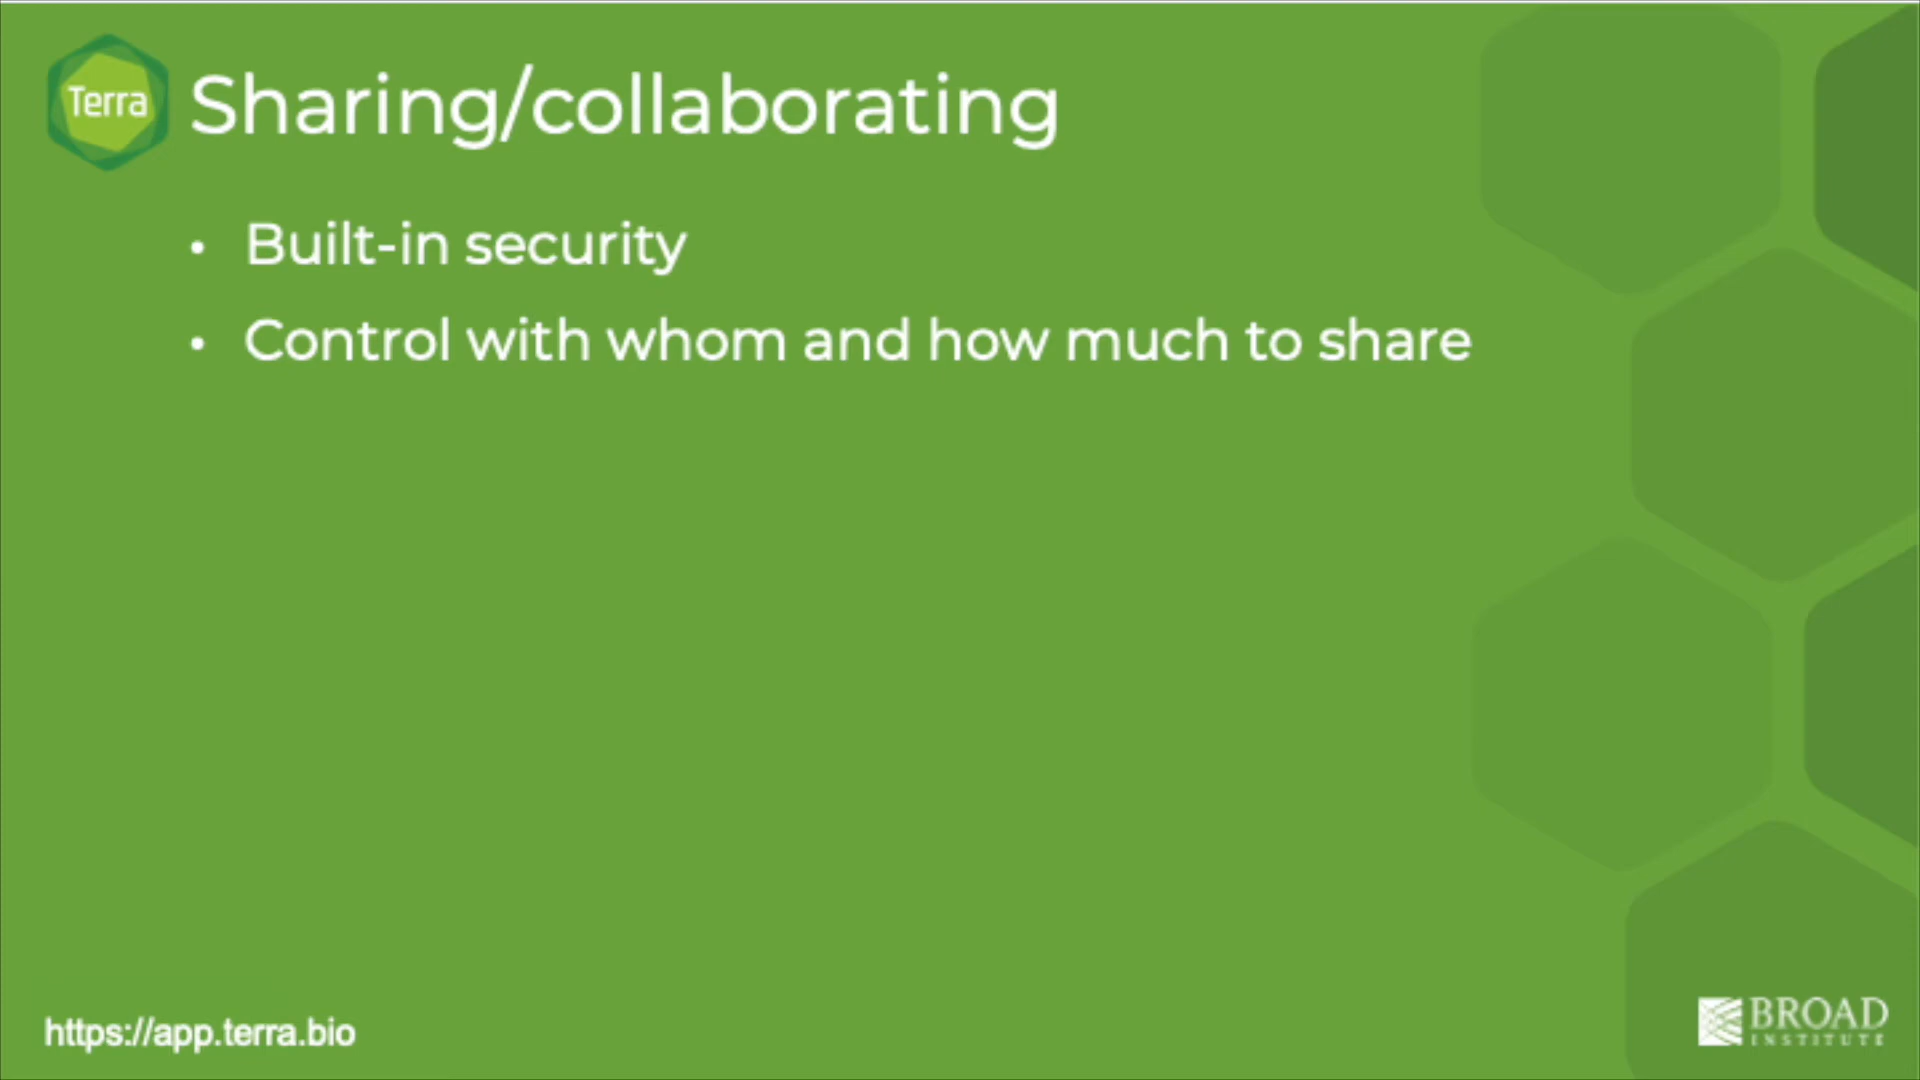 Terra
Sharing/collaborating
• Built-in security
• Control with whom and how much to share
https://app.terra.bio
BROAD
INSTITUTE